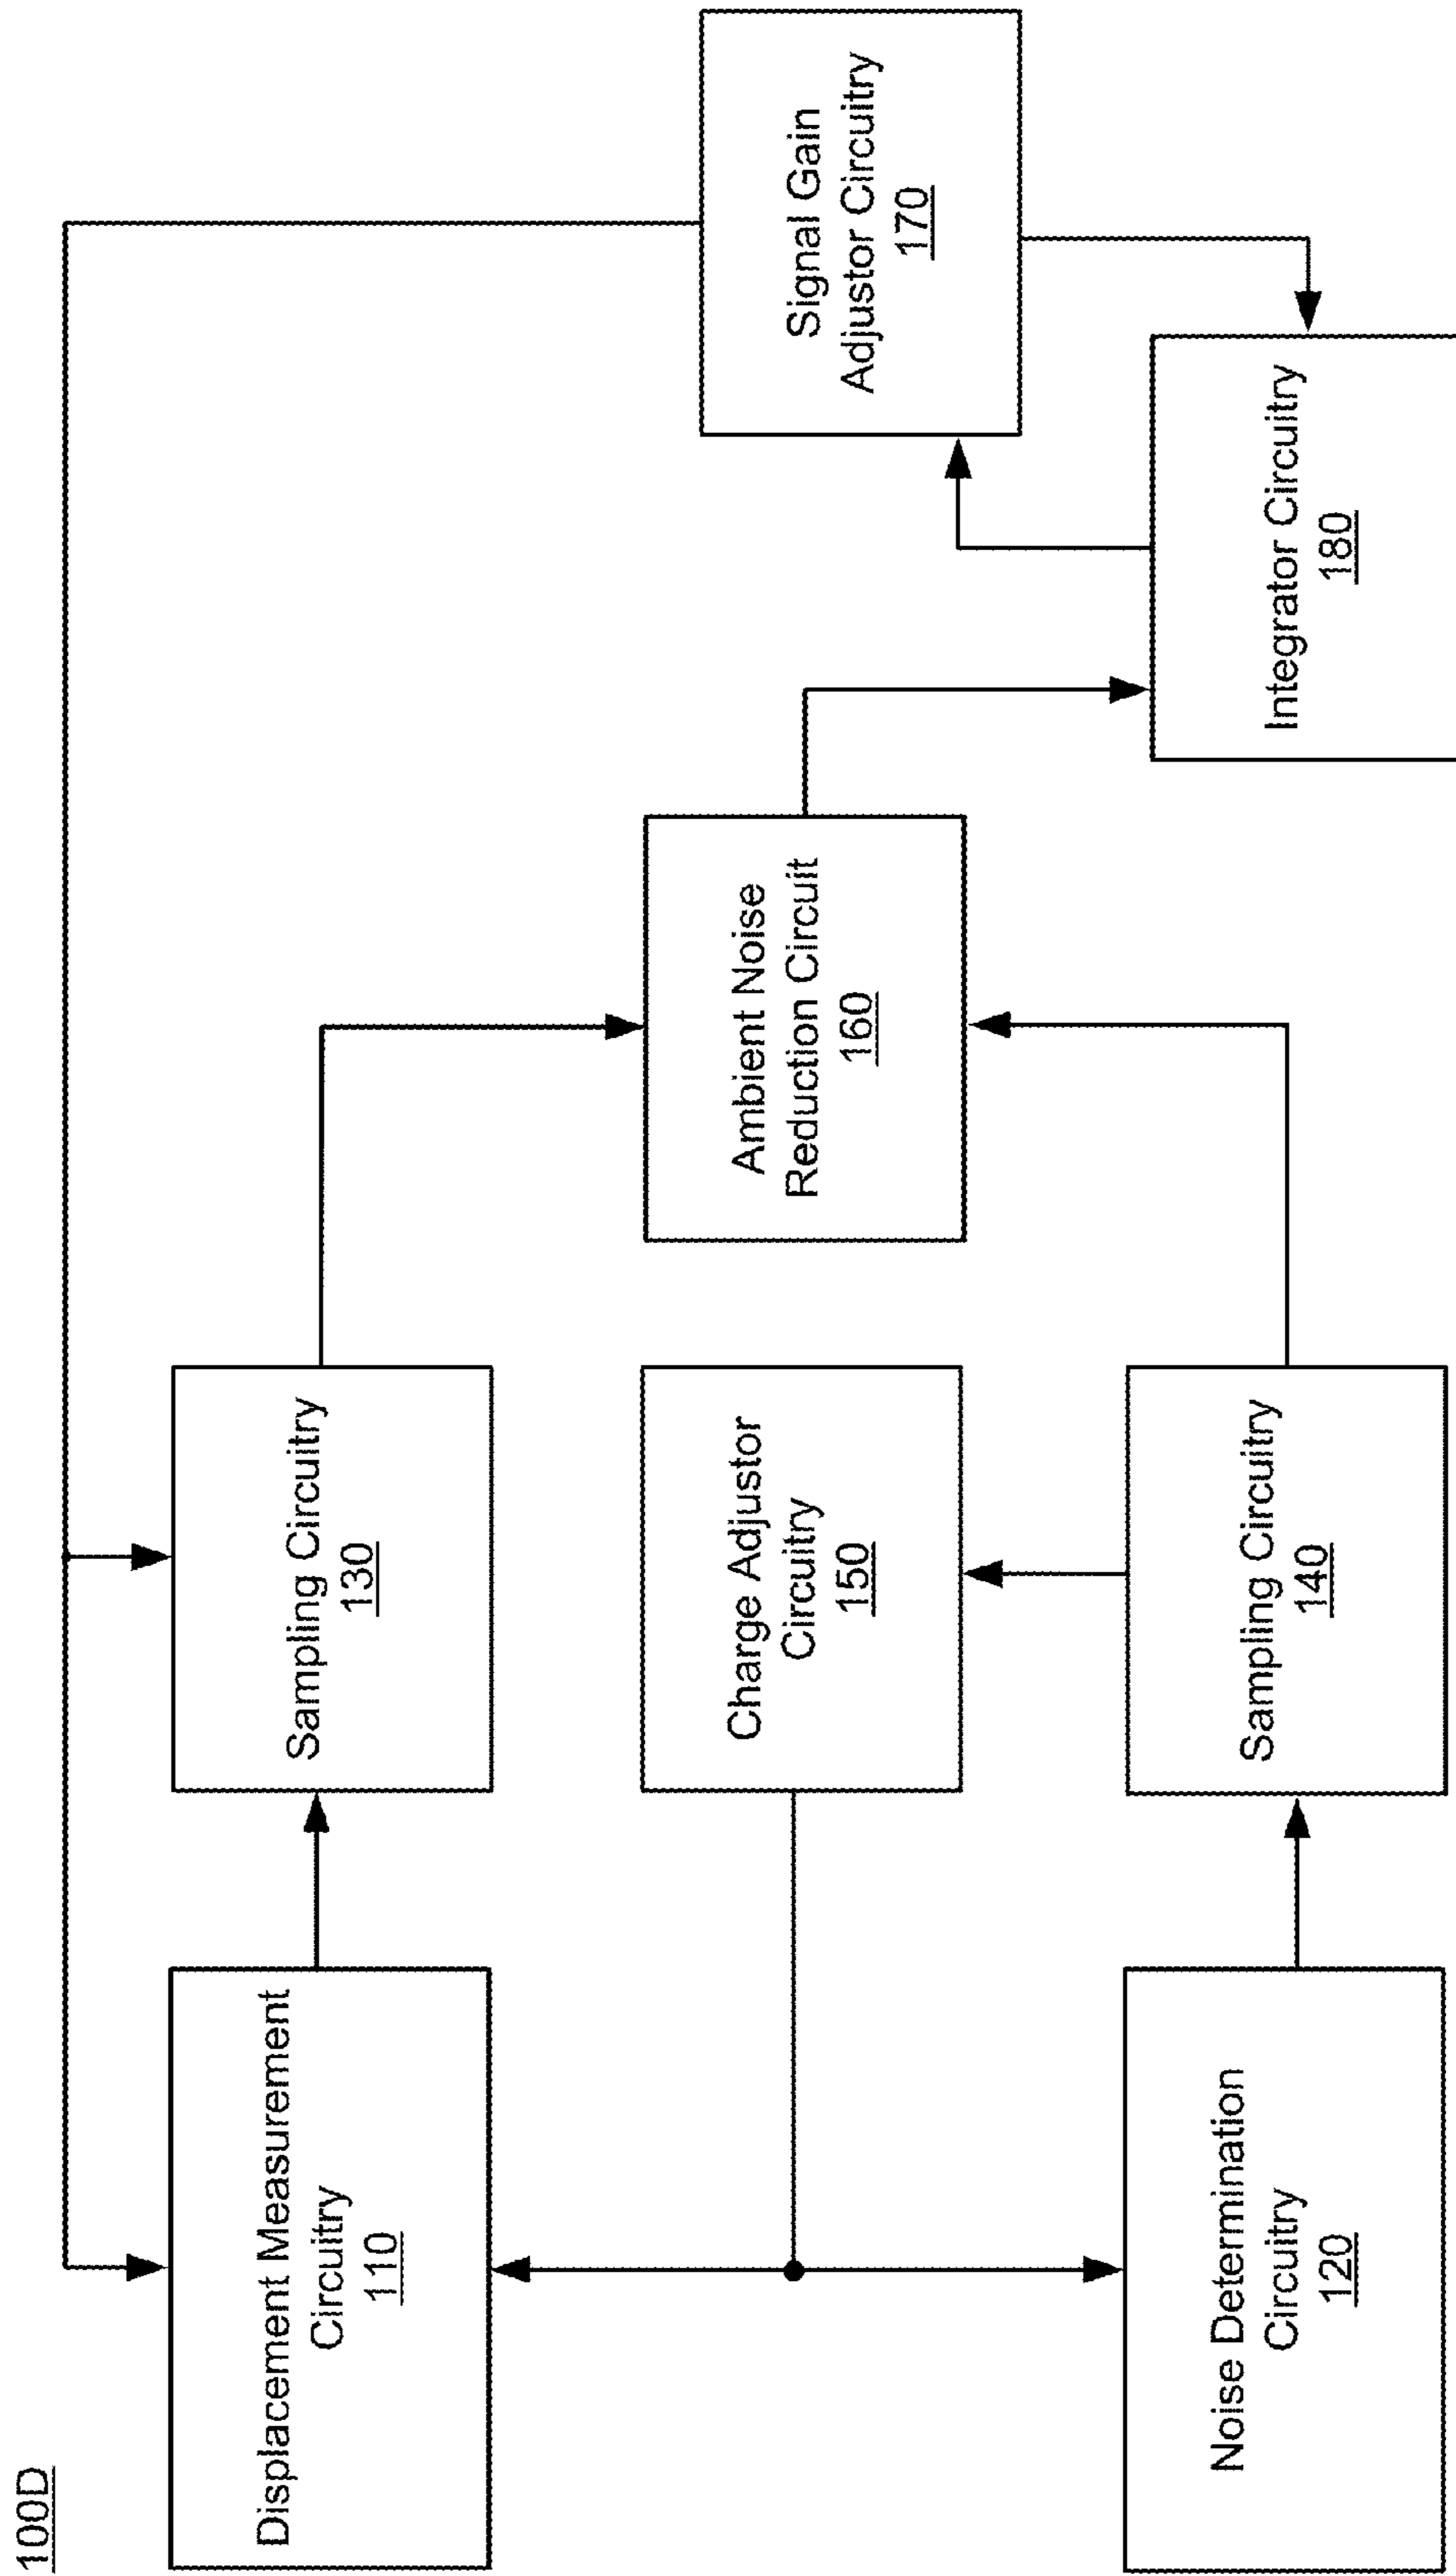 100D
Displacement Measurement
Circuitry
110
Sampling Circuitry
130
Charge Adjustor
Circuitry
150
Ambient Noise
Reduction Circuit
160
Signal Gain
Adjustor Circuitry
170
Noise Determination
Circuitry
120
Sampling Circuitry
140
Integrator Circuitry
180